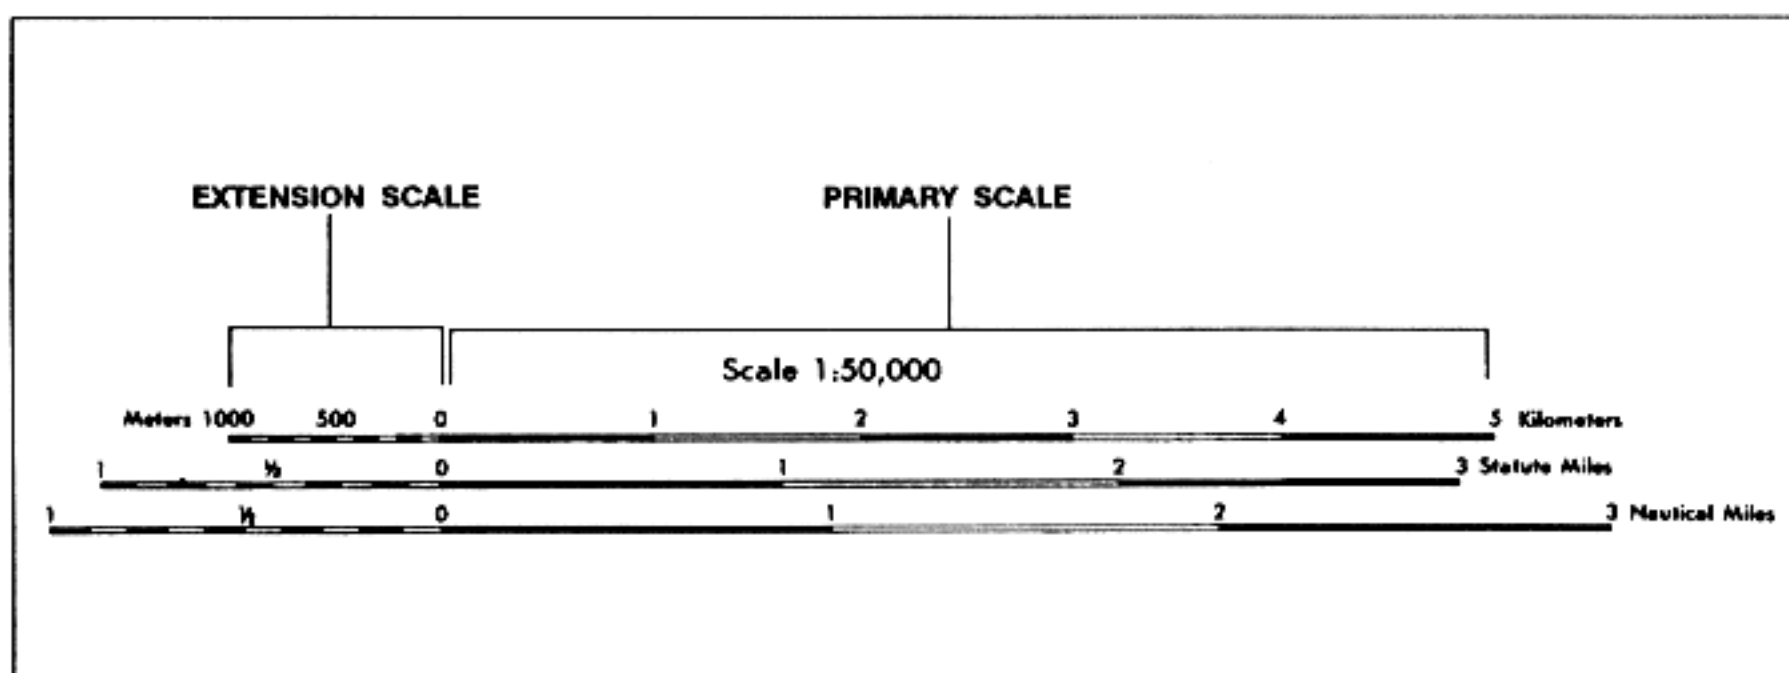 EXTENSION SCALE PRIMARY SCALE
Scale 1:50,000
Meters 1000 500 0 1 2 3 4 5 Kilometers
1 ½ 0 1 2 3 Statute Miles
1 ½ 0 1 2 3 Nautical Miles